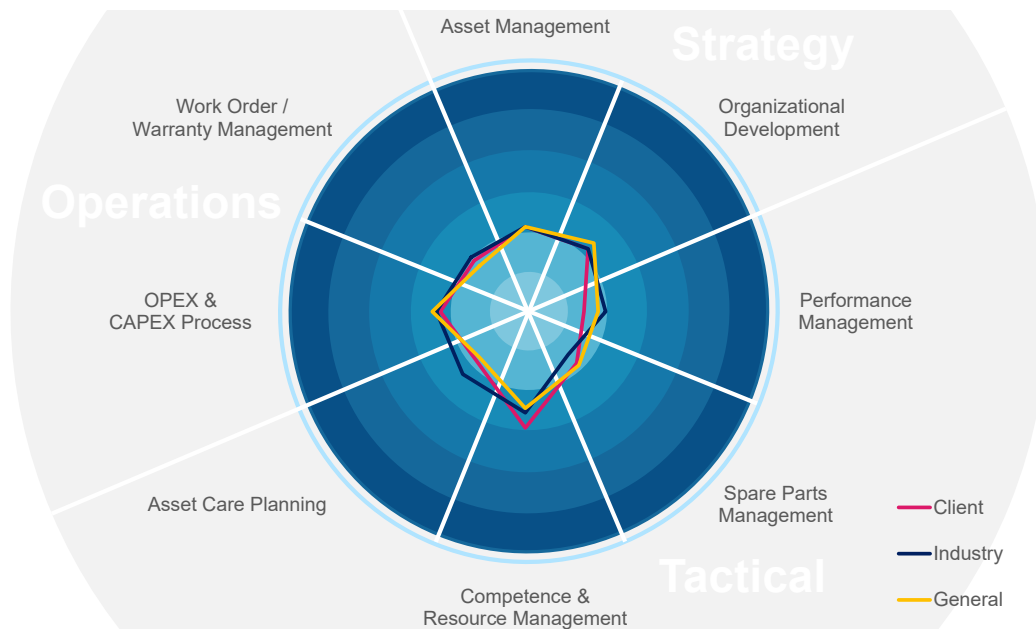 Asset Management
Strategy
Organizational
Development
Work Order /
Warranty Management
Operations
OPEX &
CAPEX Process
Performance
Management
Asset Care Planning
Spare Parts
Management
Tactical
Competence &
Resource Management
Client
Industry
General